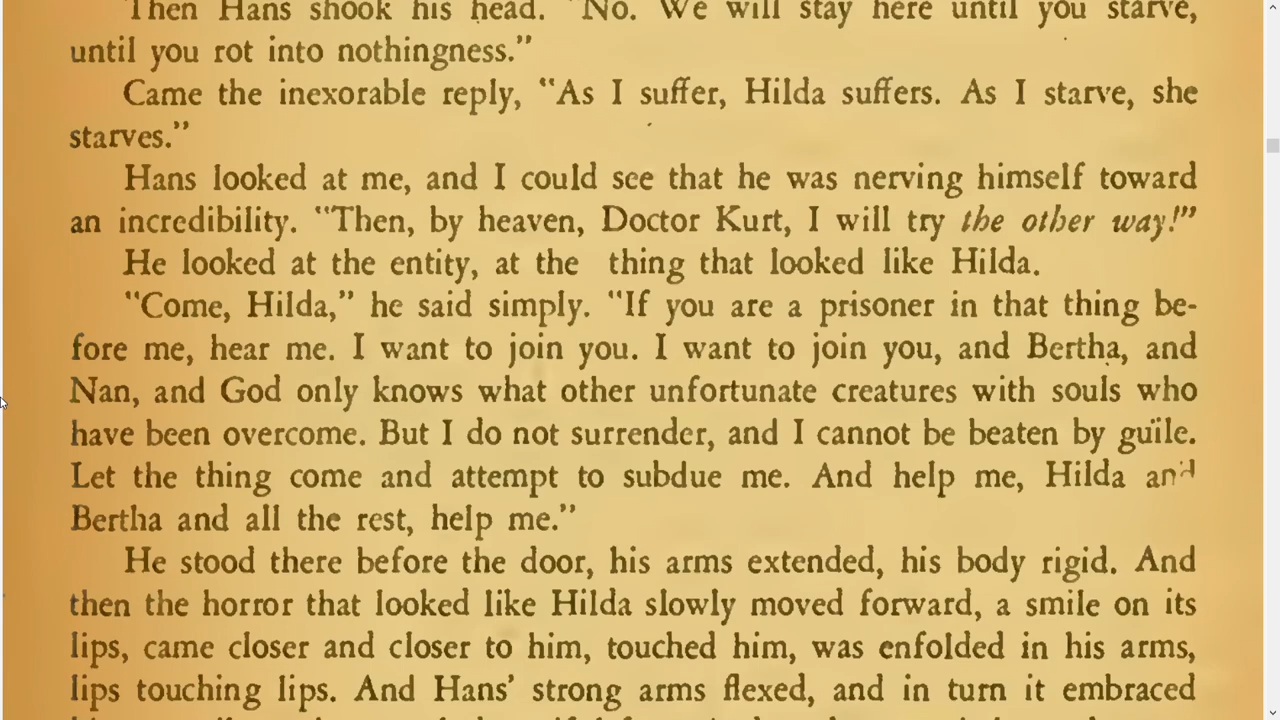 Then Hans shook his head. "No. We will stay here until you starve,
until you rot into nothingness."
Came the inexorable reply, "As I suffer, Hilda suffers. As I starve, she
starves."
Hans looked at me, and I could see that he was nerving himself toward
an incredibility. "Then, by heaven, Doctor Kurt, I will try the other way!"
He looked at the entity, at the thing that looked like Hilda.
"Come, Hilda," he said simply. "If you are a prisoner in that thing be-
fore me, hear me. I want to join you. I want to join you, and Bertha, and
Nan, and God only knows what other unfortunate creatures with souls who
have been overcome. But I do not surrender, and I cannot be beaten by guile.
Let the thing come and attempt to subdue me. And help me, Hilda and
Bertha and all the rest, help me."
He stood there before the door, his arms extended, his body rigid. And
then the horror that looked like Hilda slowly moved forward, a smile on its
lips, came closer and closer to him, touched him, was enfolded in his arms,
lips touching lips. And Hans' strong arms flexed, and in turn it embraced